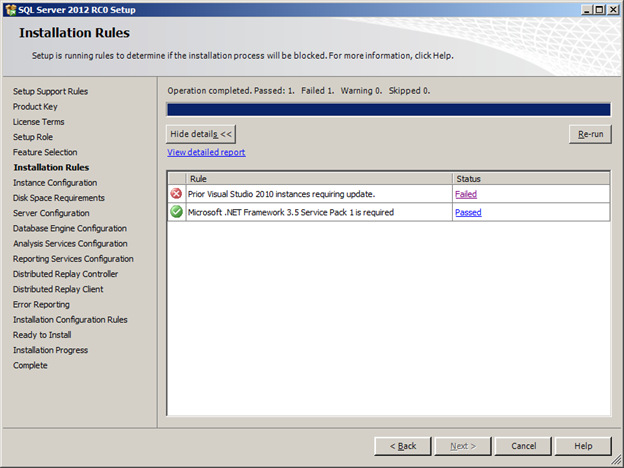 SQL Server 2012 RC0 Setup
Installation Rules
Setup is running rules to determine if the installation process will be blocked. For more information, click Help.
Setup Support Rules
Product Key
License Terms
Setup Role
Feature Selection
Installation Rules
Instance Configuration
Disk Space Requirements
Server Configuration
Database Engine Configuration
Analysis Services Configuration
Reporting Services Configuration
Distributed Replay Controller
Distributed Replay Client
Error Reporting
Installation Configuration Rules
Ready to Install
Installation Progress
Complete
Operation completed. Passed: 1. Failed 1. Warning 0. Skipped 0.
Hide details <<
Re-run
View detailed report
Rule Status
Prior Visual Studio 2010 instances requiring update. Failed
Microsoft .NET Framework 3.5 Service Pack 1 is required Passed
< Back Next > Cancel Help